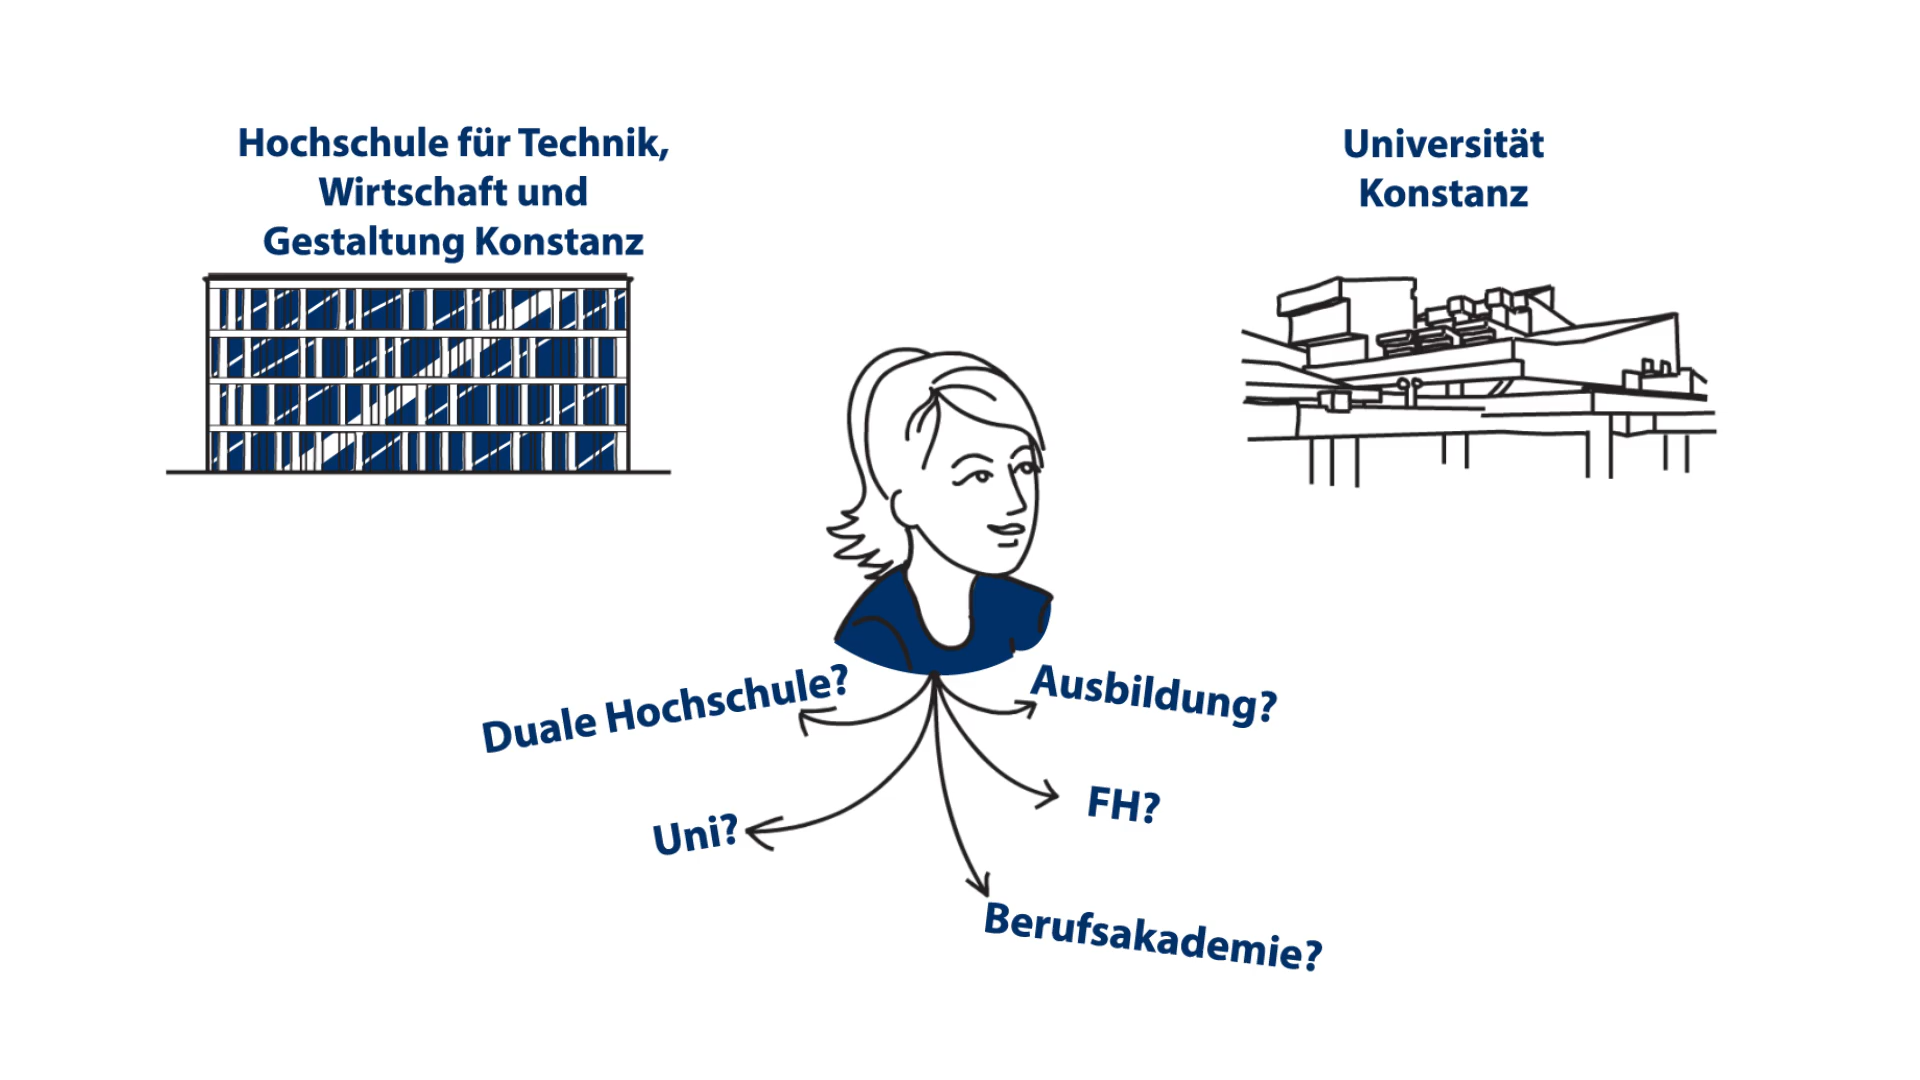 Hochschule für Technik,
Wirtschaft und
Gestaltung Konstanz
Universität
Konstanz
Duale Hochschule?
Ausbildung?
Uni?
FH?
Berufsakademie?